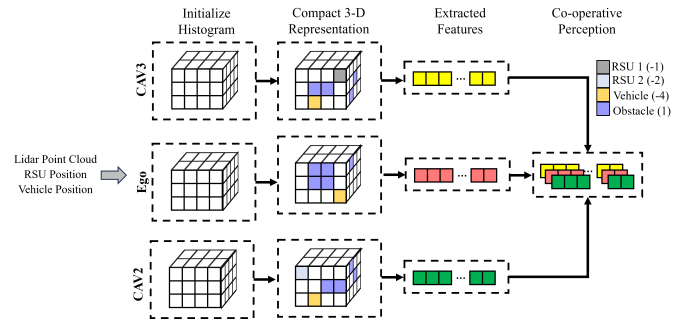 Initialize
Histogram
Compact 3-D
Representation
Extracted
Features
Co-operative
Perception
CAV3
RSU 1 (-1)
RSU 2 (-2)
Vehicle (-4)
Obstacle (1)
...
Lidar Point Cloud
RSU Position
Vehicle Position
Ego
...
...
CAV2
...